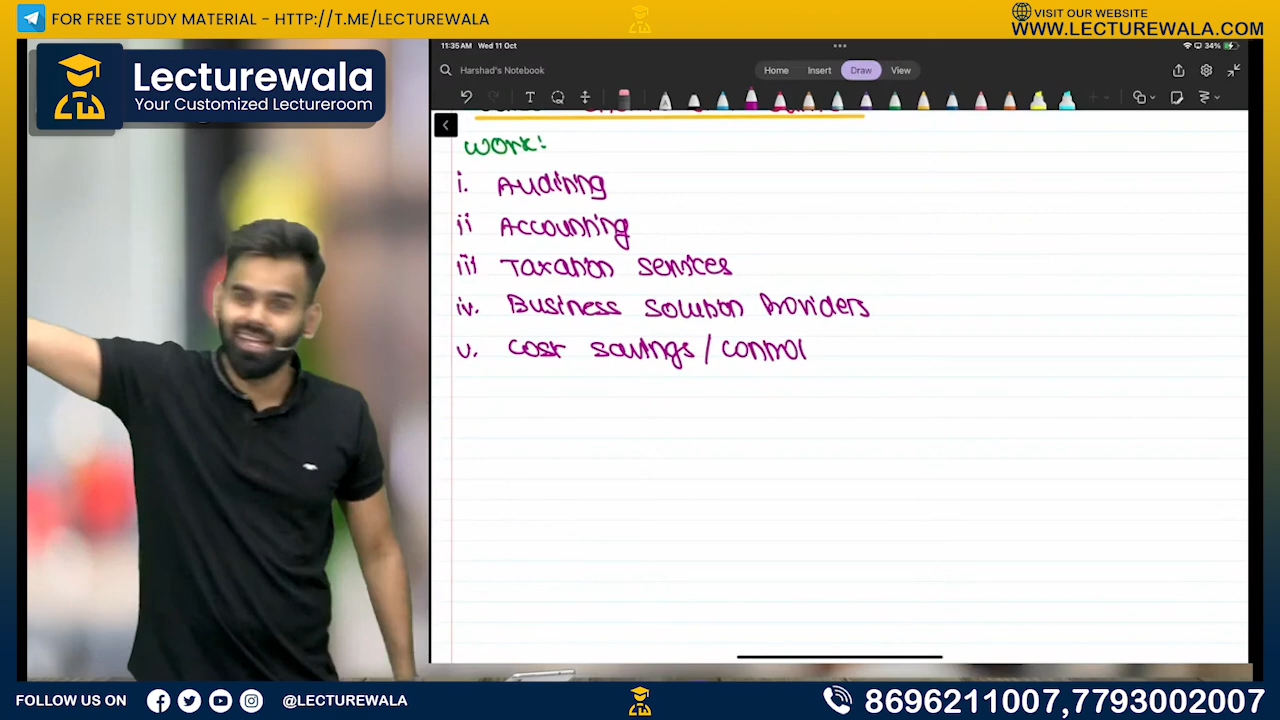 FOR FREE STUDY MATERIAL - HTTP://T.ME/LECTUREWALA
VISIT OUR WEBSITE
WWW.LECTUREWALA.COM
Lecturewala
Your Customized Lectureroom
11:35 AM Wed 11 Oct
34%
Harshad's Notebook
Home Insert Draw View
Work:
i. Auditing
ii Accounting
iii Taxation Services
iv. Business Solution Providers
v. Cost Savings / Control
FOLLOW US ON
@LECTUREWALA
8696211007,7793002007